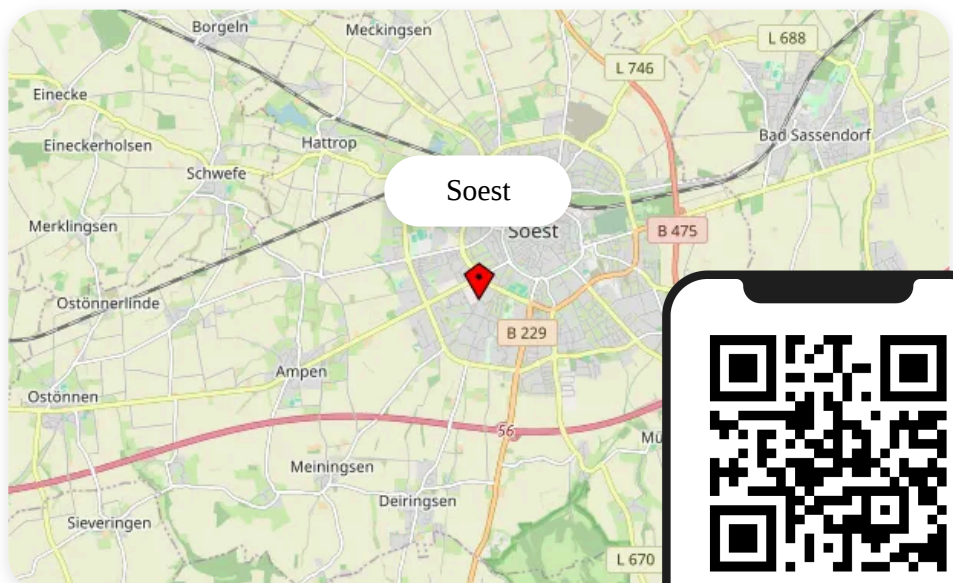 Borgeln
Meckingsen
L 688
L 746
Einecke
Bad Sassendorf
Eineckerholsen
Hattrop
Schwefe
Soest
Merklingsen
Soest
B 475
Ostönnerlinde
B 229
Ampen
Ostönnen
56
Meiningsen
Deiringsen
Sieveringen
L 670